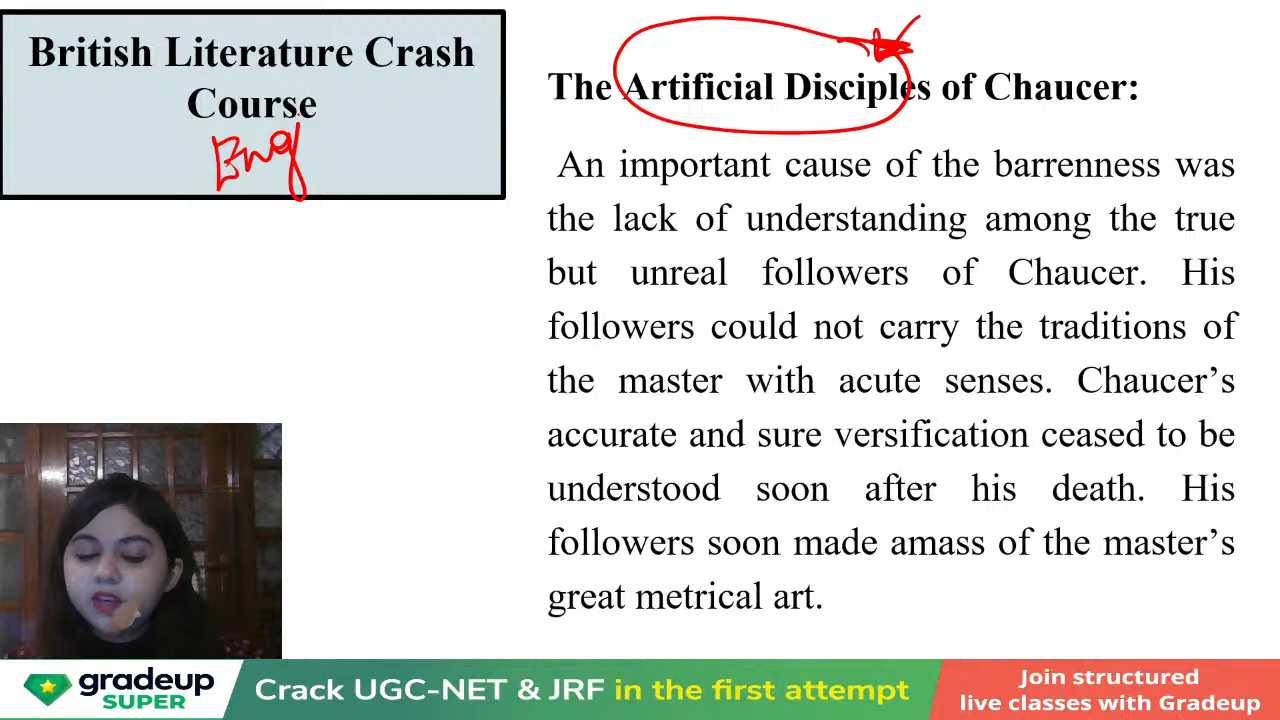 British Literature Crash
Course
Eng
The Artificial Disciples of Chaucer:
An important cause of the barrenness was
the lack of understanding among the true
but unreal followers of Chaucer. His
followers could not carry the traditions of
the master with acute senses. Chaucer’s
accurate and sure versification ceased to be
understood soon after his death. His
followers soon made amass of the master’s
great metrical art.
gradeup
SUPER
Crack UGC-NET & JRF in the first attempt
Join structured
live classes with Gradeup